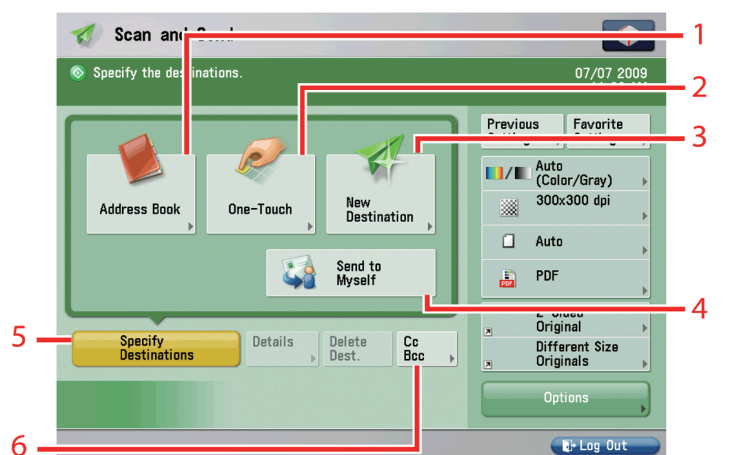 Scan and
1
Specify the destinations.
07/07 2009
2
Previous
Favorite
3
Auto
(Color/Gray)
300x300 dpi
Address Book
One-Touch
New
Destination
Auto
Send to
Myself
PDF
4
5
Specify
Destinations
Details
Delete
Dest.
Cc
Bcc
2-Sided
Original
Different Size
Originals
Options
6
Log Out